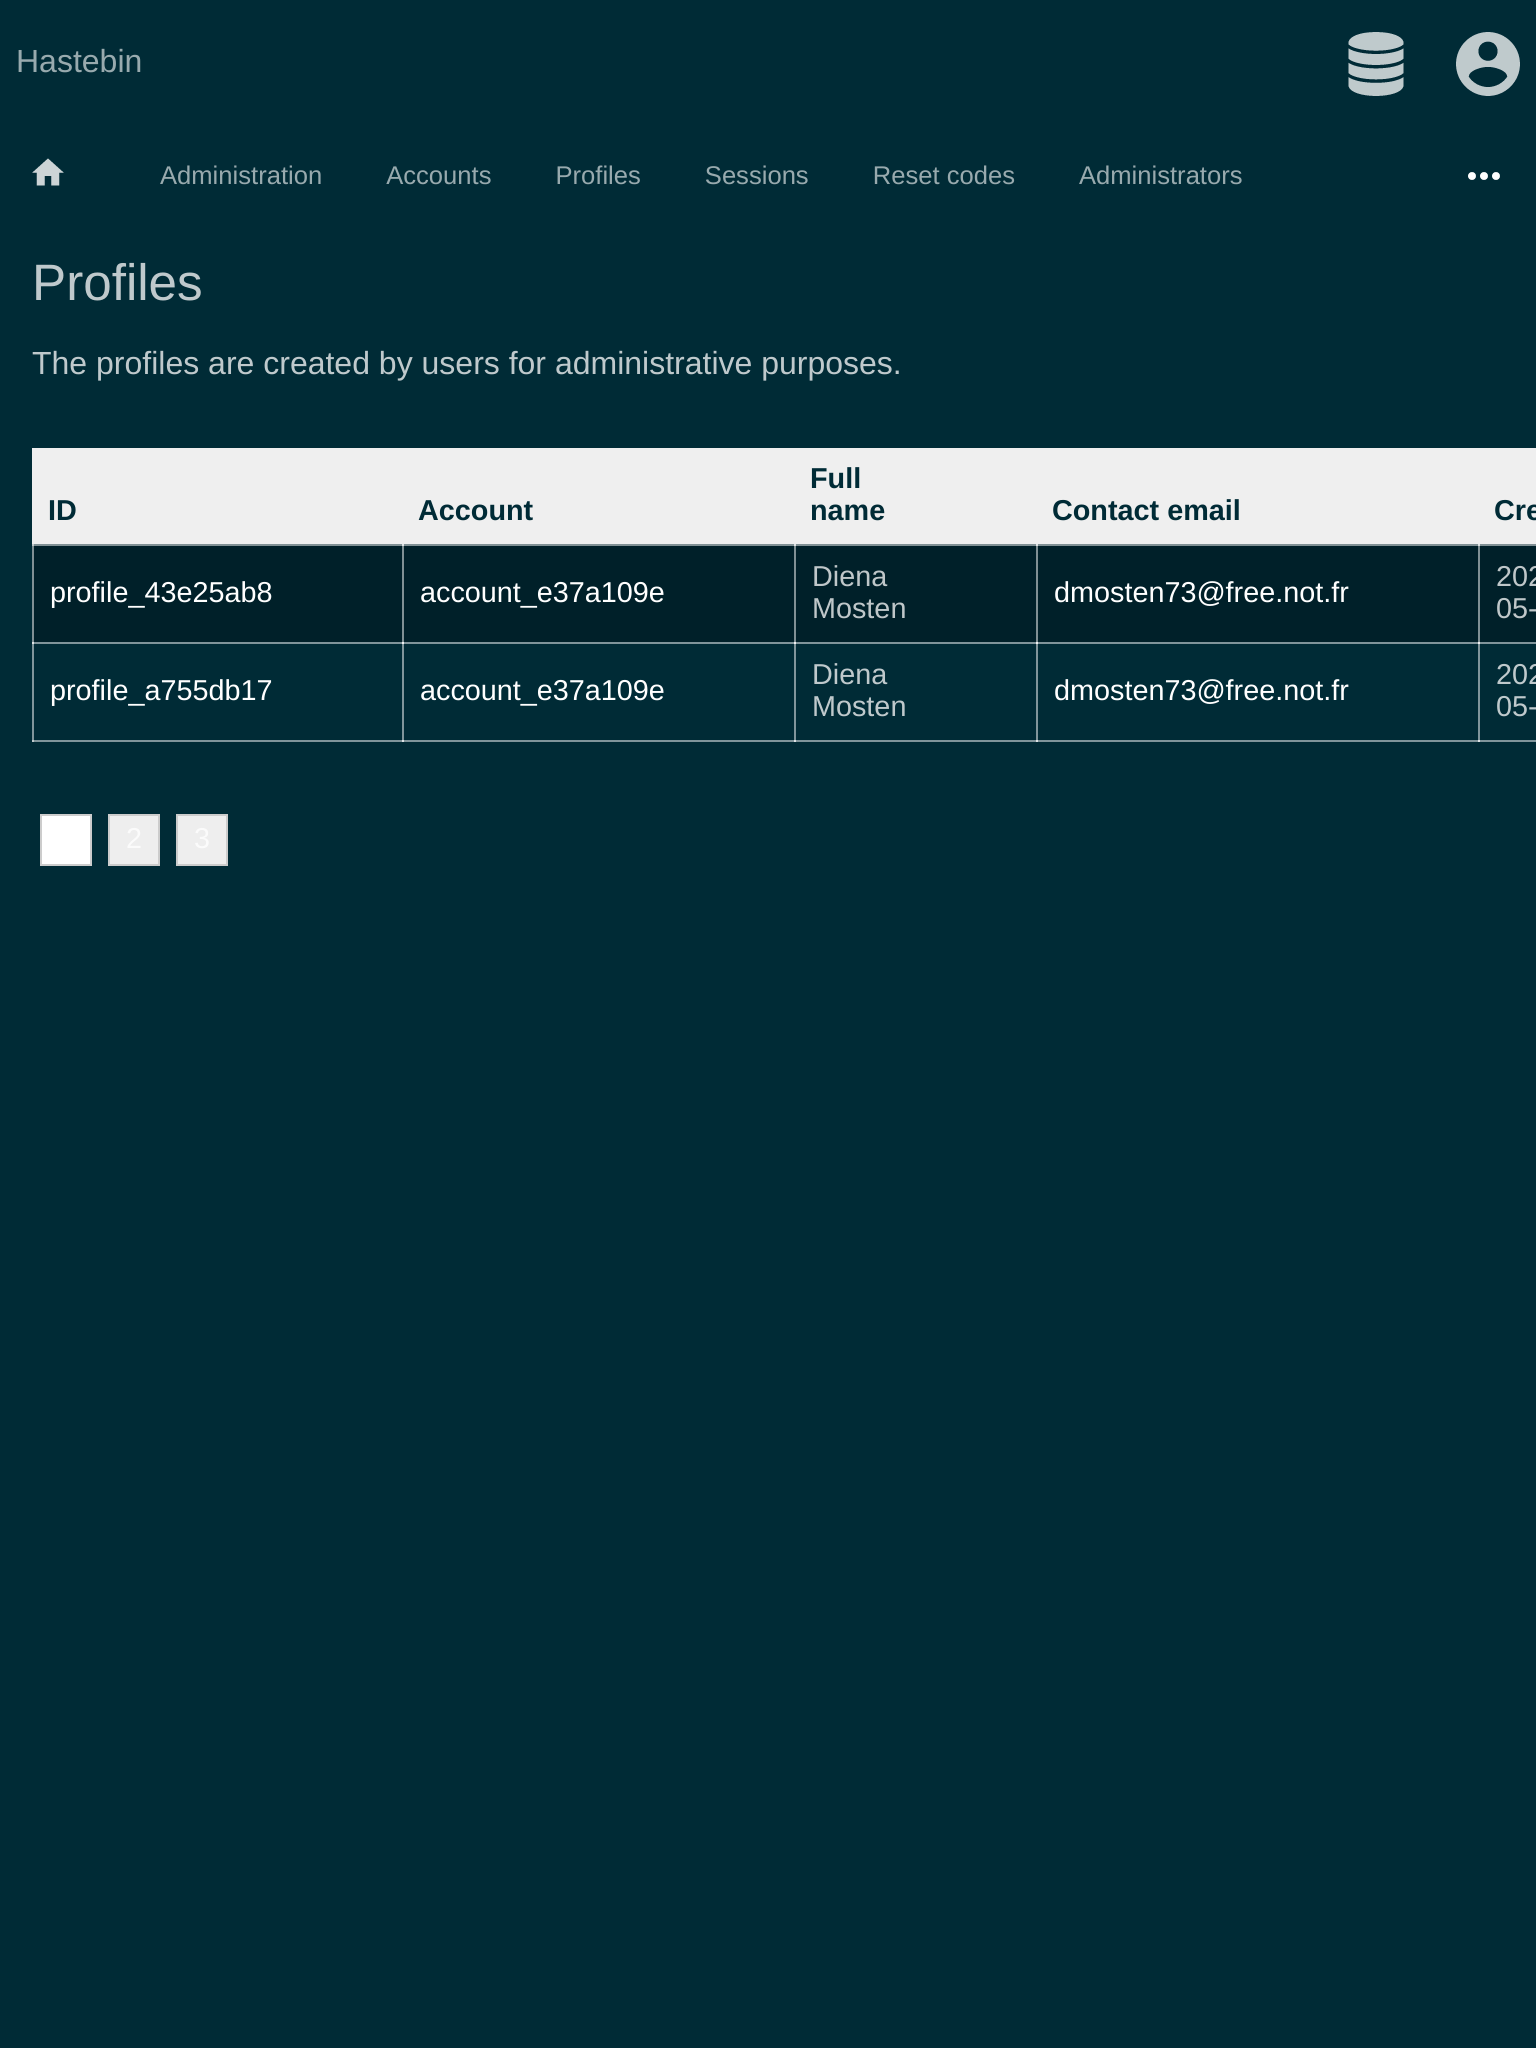 Hastebin
Administration Accounts Profiles Sessions Reset codes Administrators
Profiles
The profiles are created by users for administrative purposes.
Full
ID Account name Contact email Cre
profile_43e25ab8 account_e37a109e Diena Mosten dmosten73@free.not.fr 202 05-
profile_a755db17 account_e37a109e Diena Mosten dmosten73@free.not.fr 202 05-
2 3